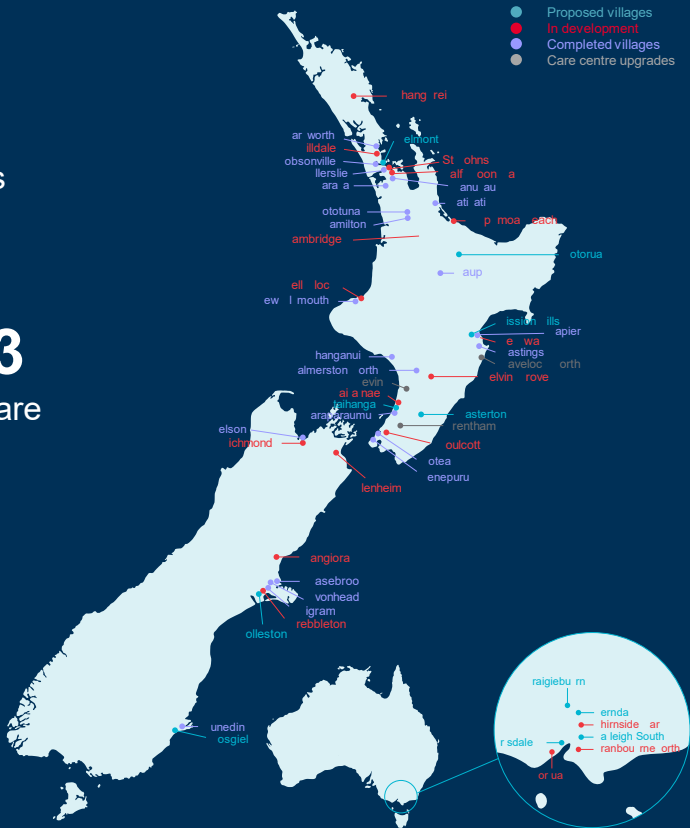 Proposed villages
In development
Completed villages
Care centre upgrades
s
3
are
hang rei
ar worth
elmont
illdale
obsonville
St ohns
llerslie
alf oon a
ara a
anu au
ati ati
ototuna
amilton
p moa each
ambridge
otorua
aup
ell loc
ew l mouth
ission ills
apier
e wa
astings
aveloc orth
hanganui
almerston orth
elvin rove
evin
ai a nae
aihanga
araparaumu
asterton
rentham
elson
ichmond
oulcott
otea
enepuru
lenheim
angiora
asebroo
vonhead
igram
rebbleton
olleston
unedin
osgiel
raigiebu rn
ernda
hirnside ar
a leigh South
r sdale
ranbou me orth
or ua